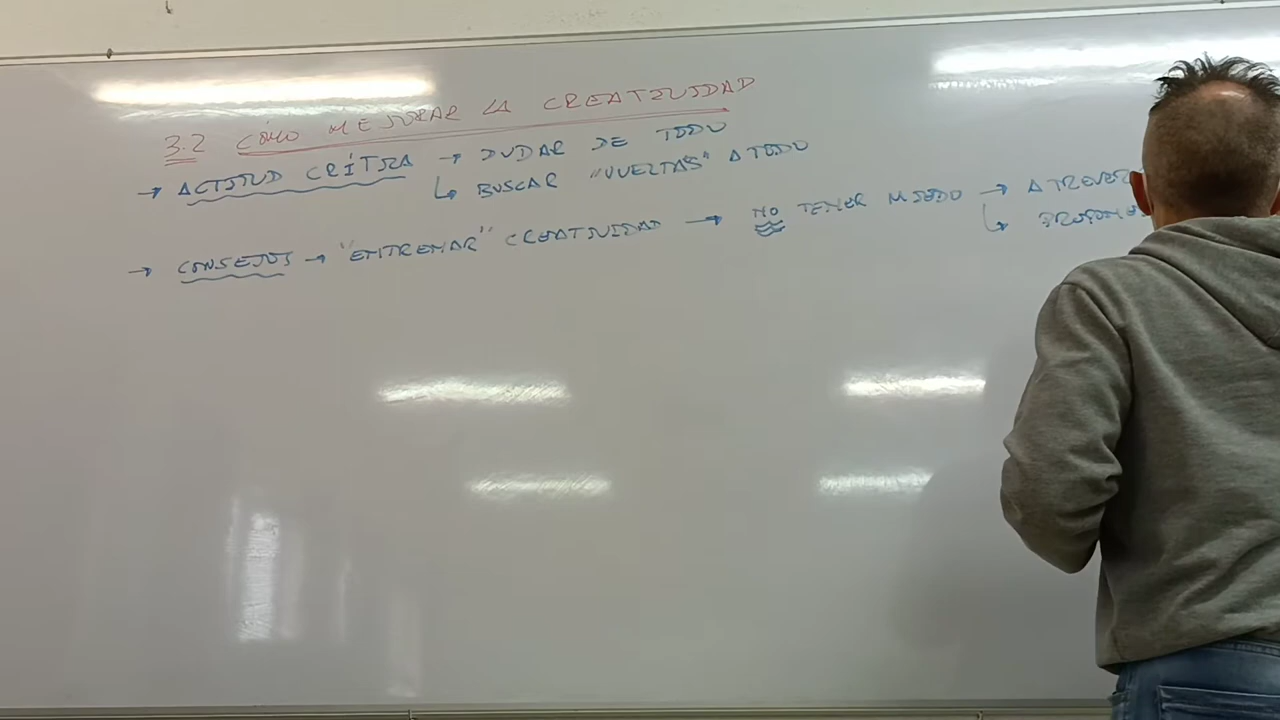 3.2 CÓMO MEJORAR LA CREATIVIDAD
→ ACTITUD CRÍTICA → DUDAR DE TODO
↳ BUSCAR "VUELTAS" A TODO
→ CONSEJOS → "ENTRENAR" CREATIVIDAD → NO TENER MIEDO →
↳